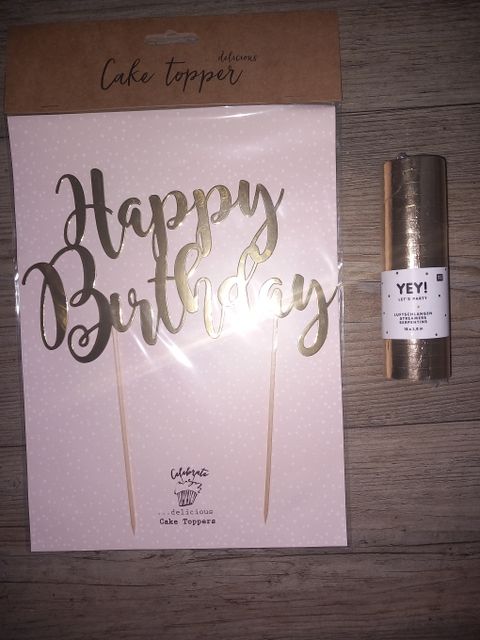 delicious
Cake topper
Happy
Birthday
Celebrate
...delicious
Cake Toppers
YEY!
LET'S PARTY
LUFTSCHLANGEN
STREAMERS
SERPENTINS